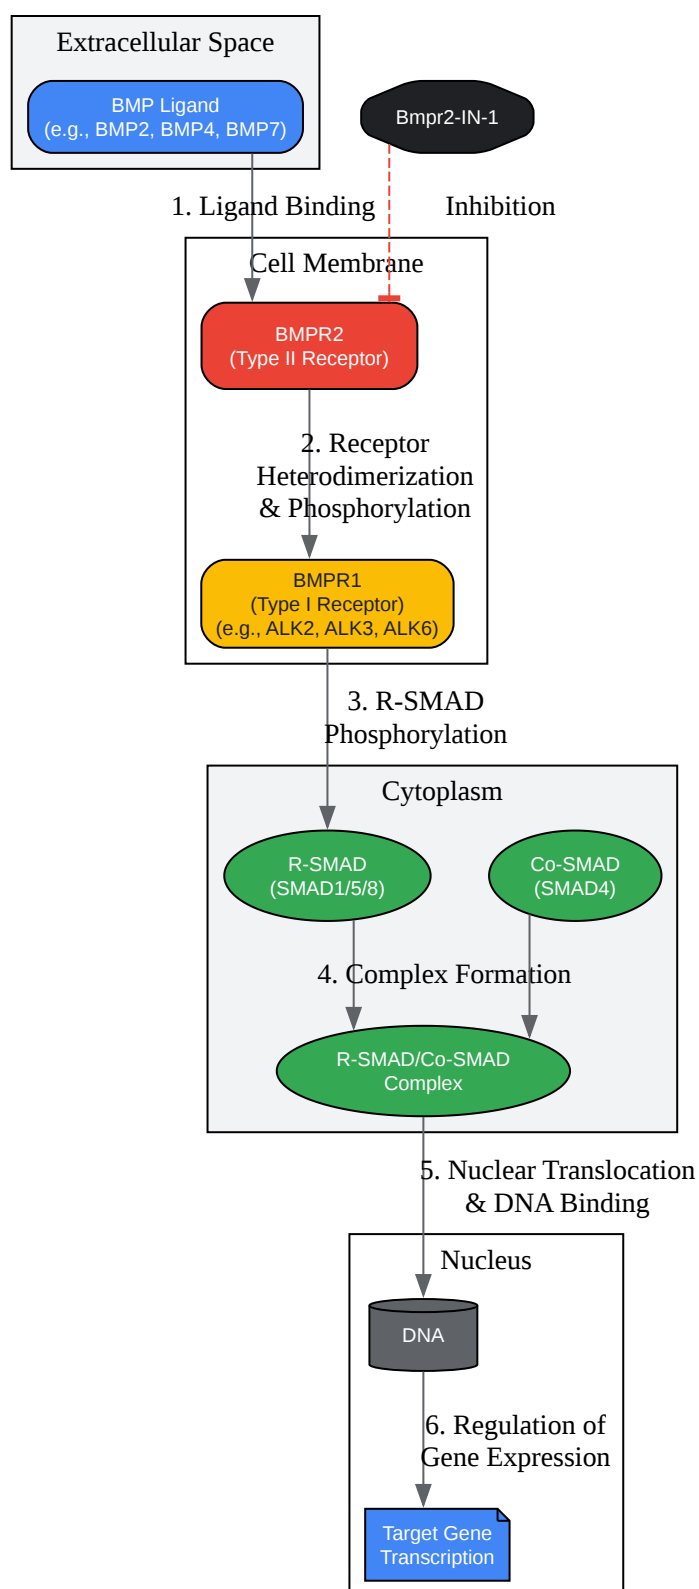 Extracellular Space
BMP Ligand
(e.g., BMP2, BMP4, BMP7)
Bmpr2-IN-1
1. Ligand Binding
Inhibition
Cell Membrane
BMPR2
(Type II Receptor)
2. Receptor
Heterodimerization
& Phosphorylation
BMPR1
(Type I Receptor)
(e.g., ALK2, ALK3, ALK6)
3. R-SMAD
Phosphorylation
Cytoplasm
R-SMAD
(SMAD1/5/8)
Co-SMAD
(SMAD4)
4. Complex Formation
R-SMAD/Co-SMAD
Complex
5. Nuclear Translocation
& DNA Binding
Nucleus
DNA
6. Regulation of
Gene Expression
Target Gene
Transcription